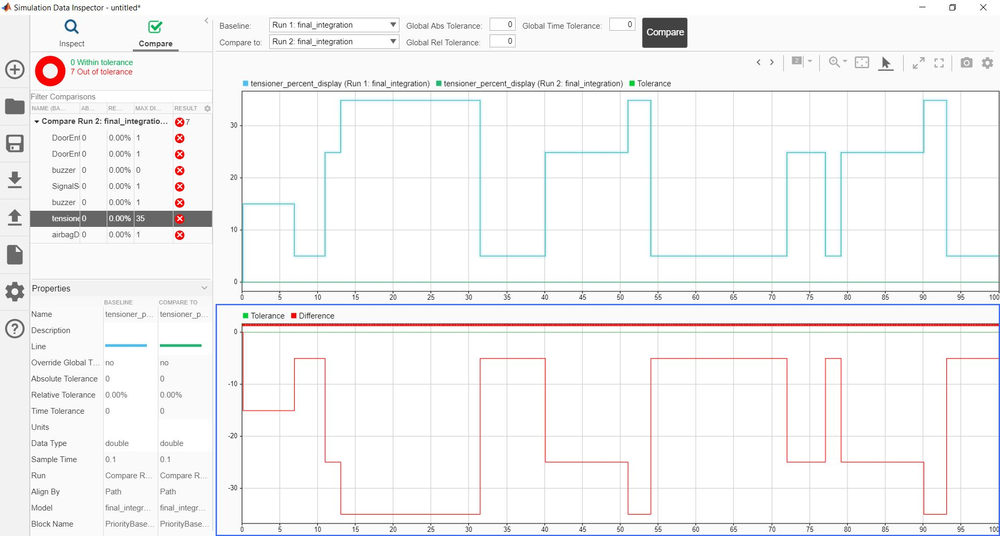 Simulation Data Inspector - untitled*
Inspect
Compare
Baseline:
Run 1: final_integration
Global Abs Tolerance:
0
Global Time Tolerance:
0
Compare
Compare to:
Run 2: final_integration
Global Rel Tolerance:
0
0 Within tolerance
7 Out of tolerance
Filter Comparisons
NAME (BA... AB... RE... MAX DI... RESULT
Compare Run 2: final_integratio... 7
DoorEnt 0 0.00% 1
DoorEnt 0 0.00% 1
buzzer 0 0.00% 0
SignalS 0 0.00% 1
buzzer 0 0.00% 1
tensione 0 0.00% 35
airbagD 0 0.00% 1
Properties
BASELINE COMPARE TO
Name tensioner_p... tensioner_p...
Description
Line
Override Global T... no no
Absolute Tolerance 0 0
Relative Tolerance 0.00% 0.00%
Time Tolerance 0 0
Units
Data Type double double
Sample Time 0.1 0.1
Run Compare R... Compare R...
Align By Path Path
Model final_integr... final_integr...
Block Name PriorityBase... PriorityBase...
2
tensioner_percent_display (Run 1: final_integration) tensioner_percent_display (Run 2: final_integration) Tolerance
30
20
10
0
0 5 10 15 20 25 30 35 40 45 50 55 60 65 70 75 80 85 90 95 100
Tolerance Difference
0
-10
-20
-30
0 5 10 15 20 25 30 35 40 45 50 55 60 65 70 75 80 85 90 95 100